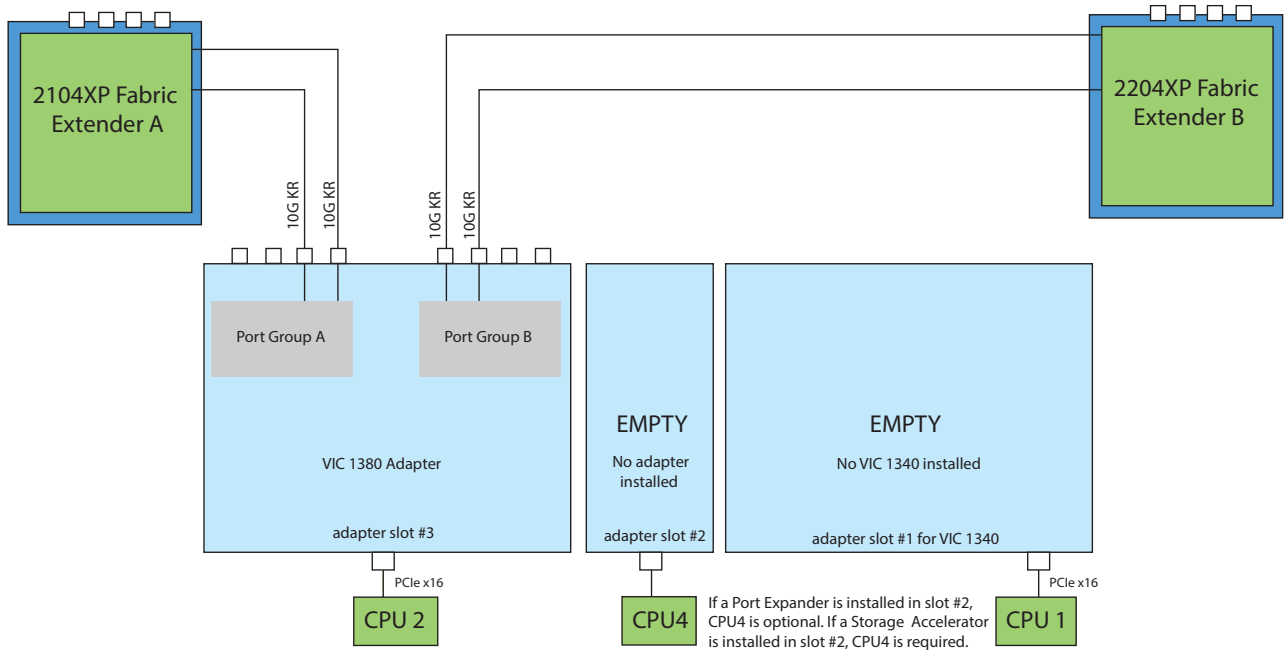 2104XP Fabric
Extender A
2204XP Fabric
Extender B
10G KR
10G KR
10G KR
10G KR
Port Group A
Port Group B
VIC 1380 Adapter
adapter slot #3
EMPTY
No adapter
installed
adapter slot #2
EMPTY
No VIC 1340 installed
adapter slot #1 for VIC 1340
PCIe x16
PCIe x16
CPU 2
CPU4
If a Port Expander is installed in slot #2,
CPU4 is optional. If a Storage Accelerator
is installed in slot #2, CPU4 is required.
CPU 1